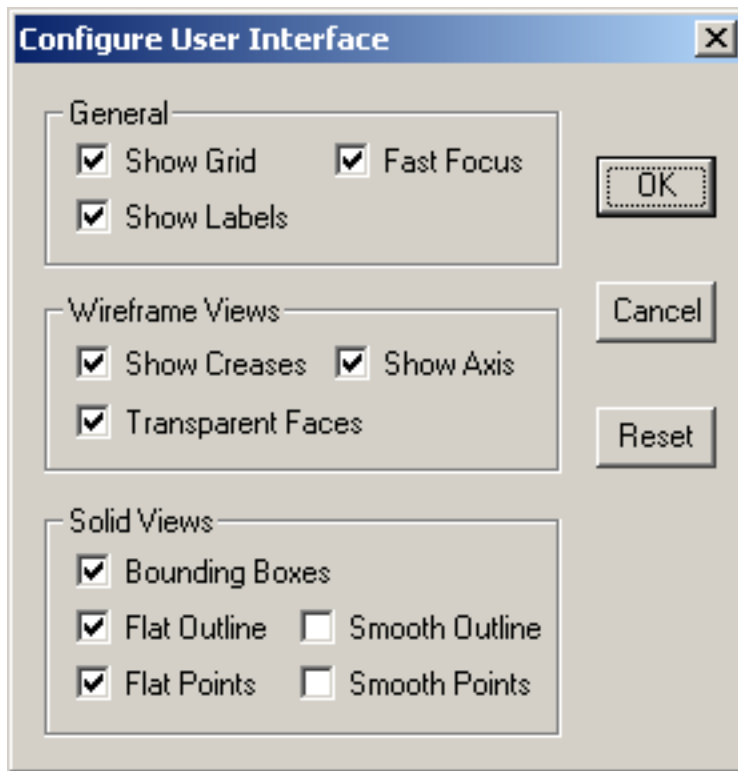 Configure User Interface
General
Show Grid Fast Focus
Show Labels
OK
Wireframe Views
Show Creases Show Axis
Transparent Faces
Cancel
Reset
Solid Views
Bounding Boxes
Flat Outline Smooth Outline
Flat Points Smooth Points